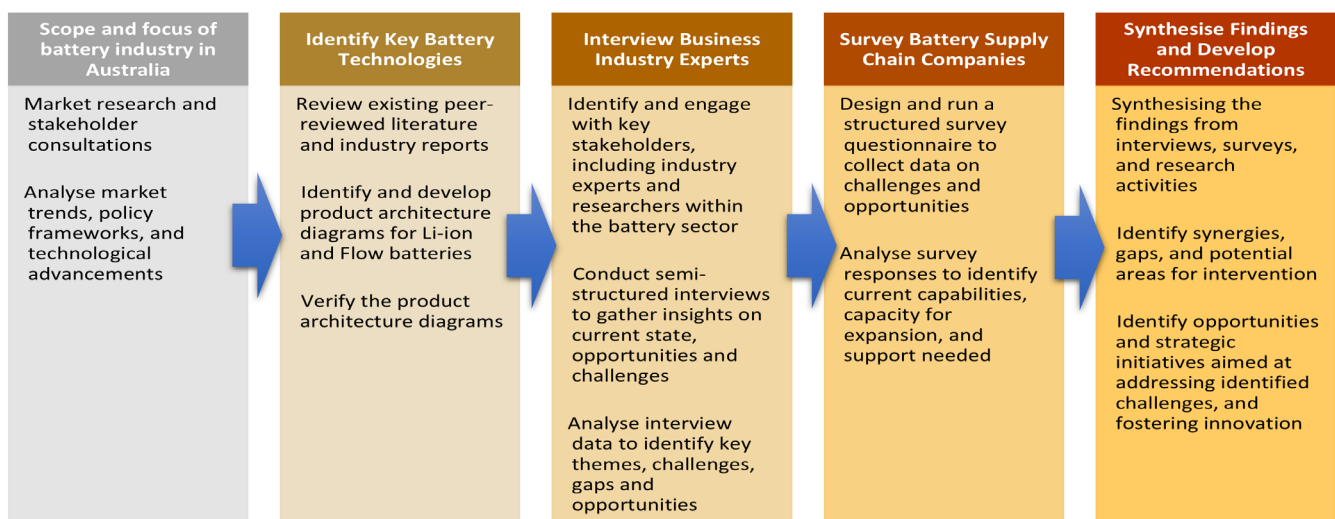 Scope and focus of
battery industry in
Australia
Market research and
stakeholder
consultations
Analyse market
trends, policy
frameworks, and
technological
advancements
Identify Key Battery
Technologies
Review existing peer-
reviewed literature
and industry reports
Identify and develop
product architecture
diagrams for Li-ion
and Flow batteries
Verify the product
architecture diagrams
Interview Business
Industry Experts
Identify and engage
with key
stakeholders,
including industry
experts and
researchers within
the battery sector
Conduct semi-
structured interviews
to gather insights on
current state,
opportunities and
challenges
Analyse interview
data to identify key
themes, challenges,
gaps and
opportunities
Survey Battery Supply
Chain Companies
Design and run a
structured survey
questionnaire to
collect data on
challenges and
opportunities
Analyse survey
responses to identify
current capabilities,
capacity for
expansion, and
support needed
Synthesise Findings
and Develop
Recommendations
Synthesising the
findings from
interviews, surveys,
and research
activities
Identify synergies,
gaps, and potential
areas for intervention
Identify opportunities
and strategic
initiatives aimed at
addressing identified
challenges, and
fostering innovation